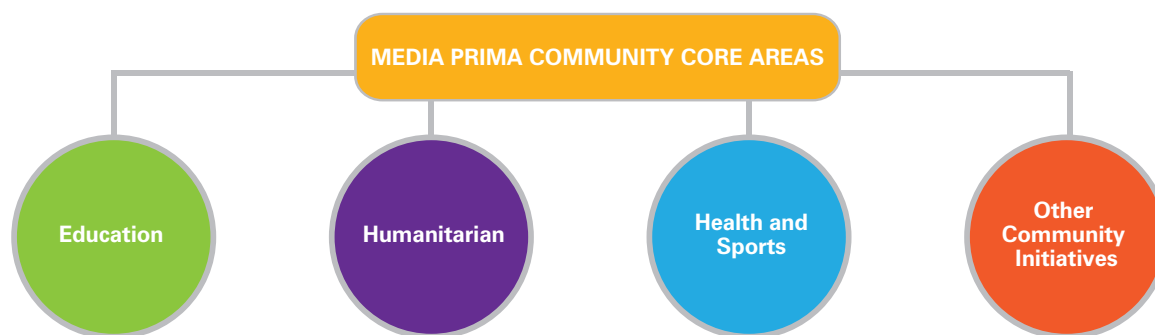 MEDIA PRIMA COMMUNITY CORE AREAS
Education
Humanitarian
Health and
Sports
Other
Community
Initiatives